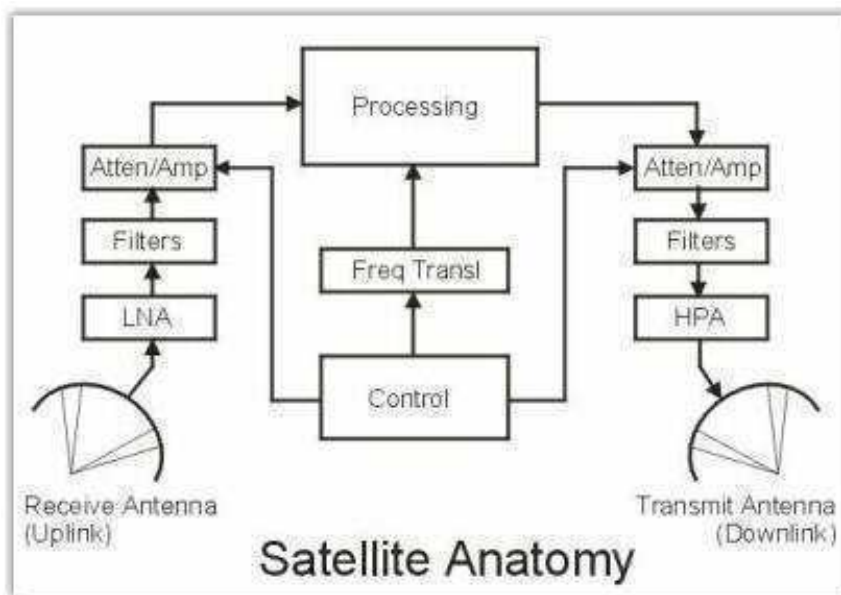 Processing
Atten/Amp
Atten/Amp
Filters
Filters
Freq Transl
LNA
HPA
Control
Receive Antenna
(Uplink)
Transmit Antenna
(Downlink)
Satellite Anatomy